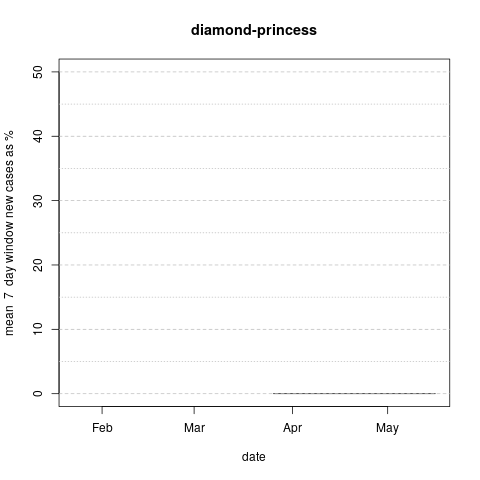 diamond-princess
mean  7  day window new cases as %
50
40
30
20
10
0
Feb
Mar
Apr
May
date